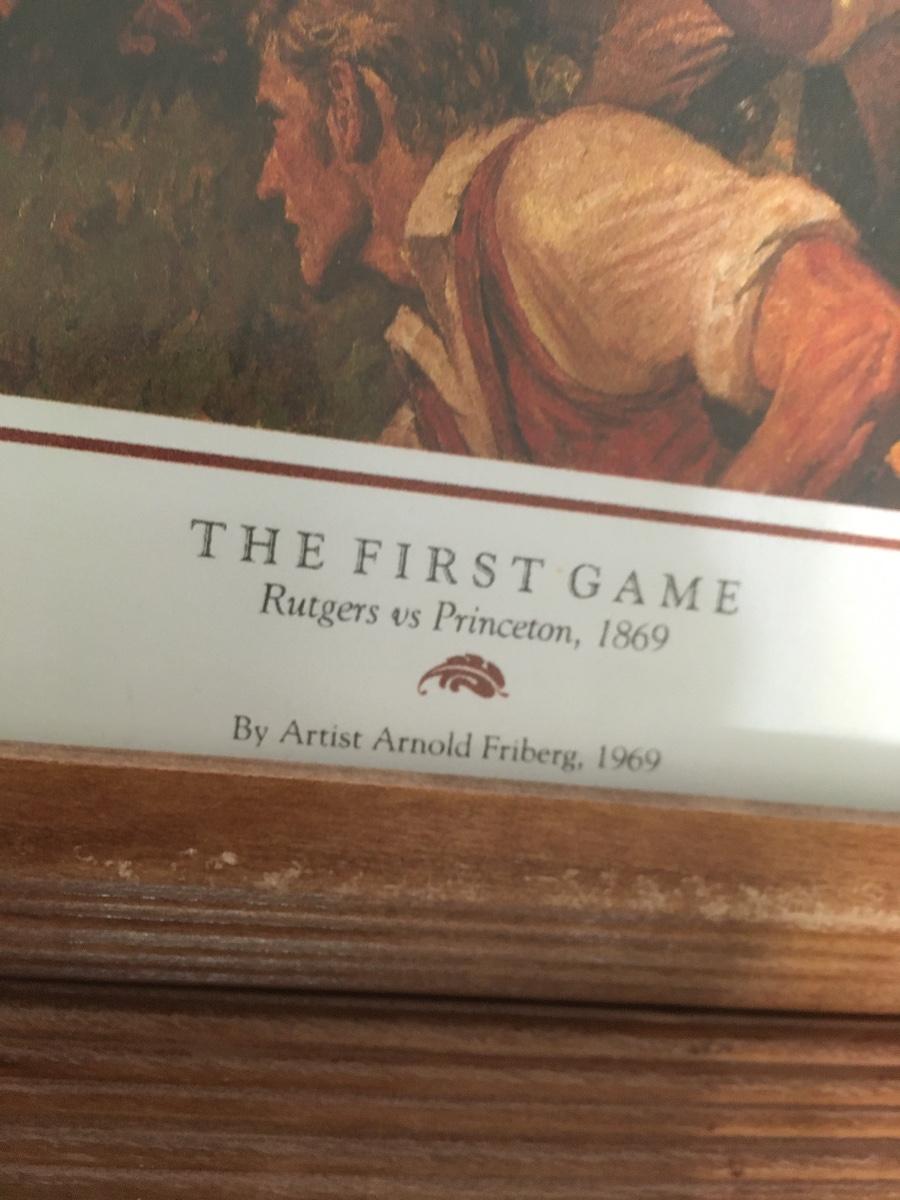 THE FIRST GAME
Rutgers vs Princeton, 1869
By Artist Arnold Friberg, 1969